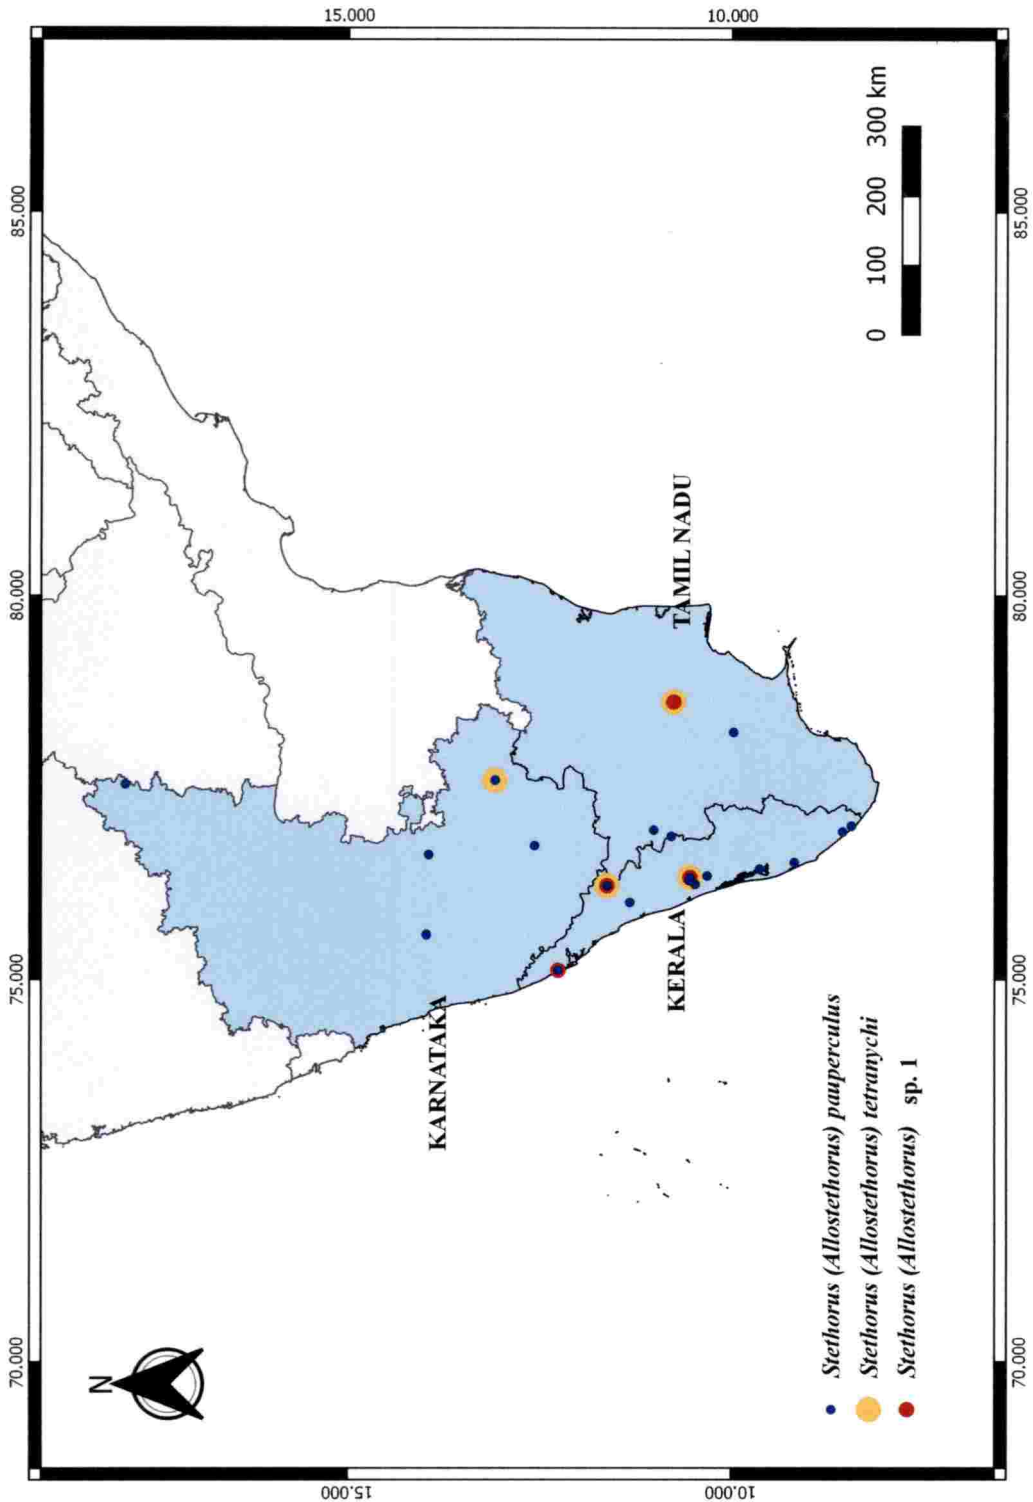 70.000
75.000
80.000
85.000
N
15.000
15.000
KARNATAKA
KERALA
TAMIL NADU
10.000
10.000
Stethorus (Allostethorus) pauperculus
Stethorus (Allostethorus) tetranychi
Stethorus (Allostethorus) sp. 1
0 100 200 300 km
70.000
75.000
80.000
85.000